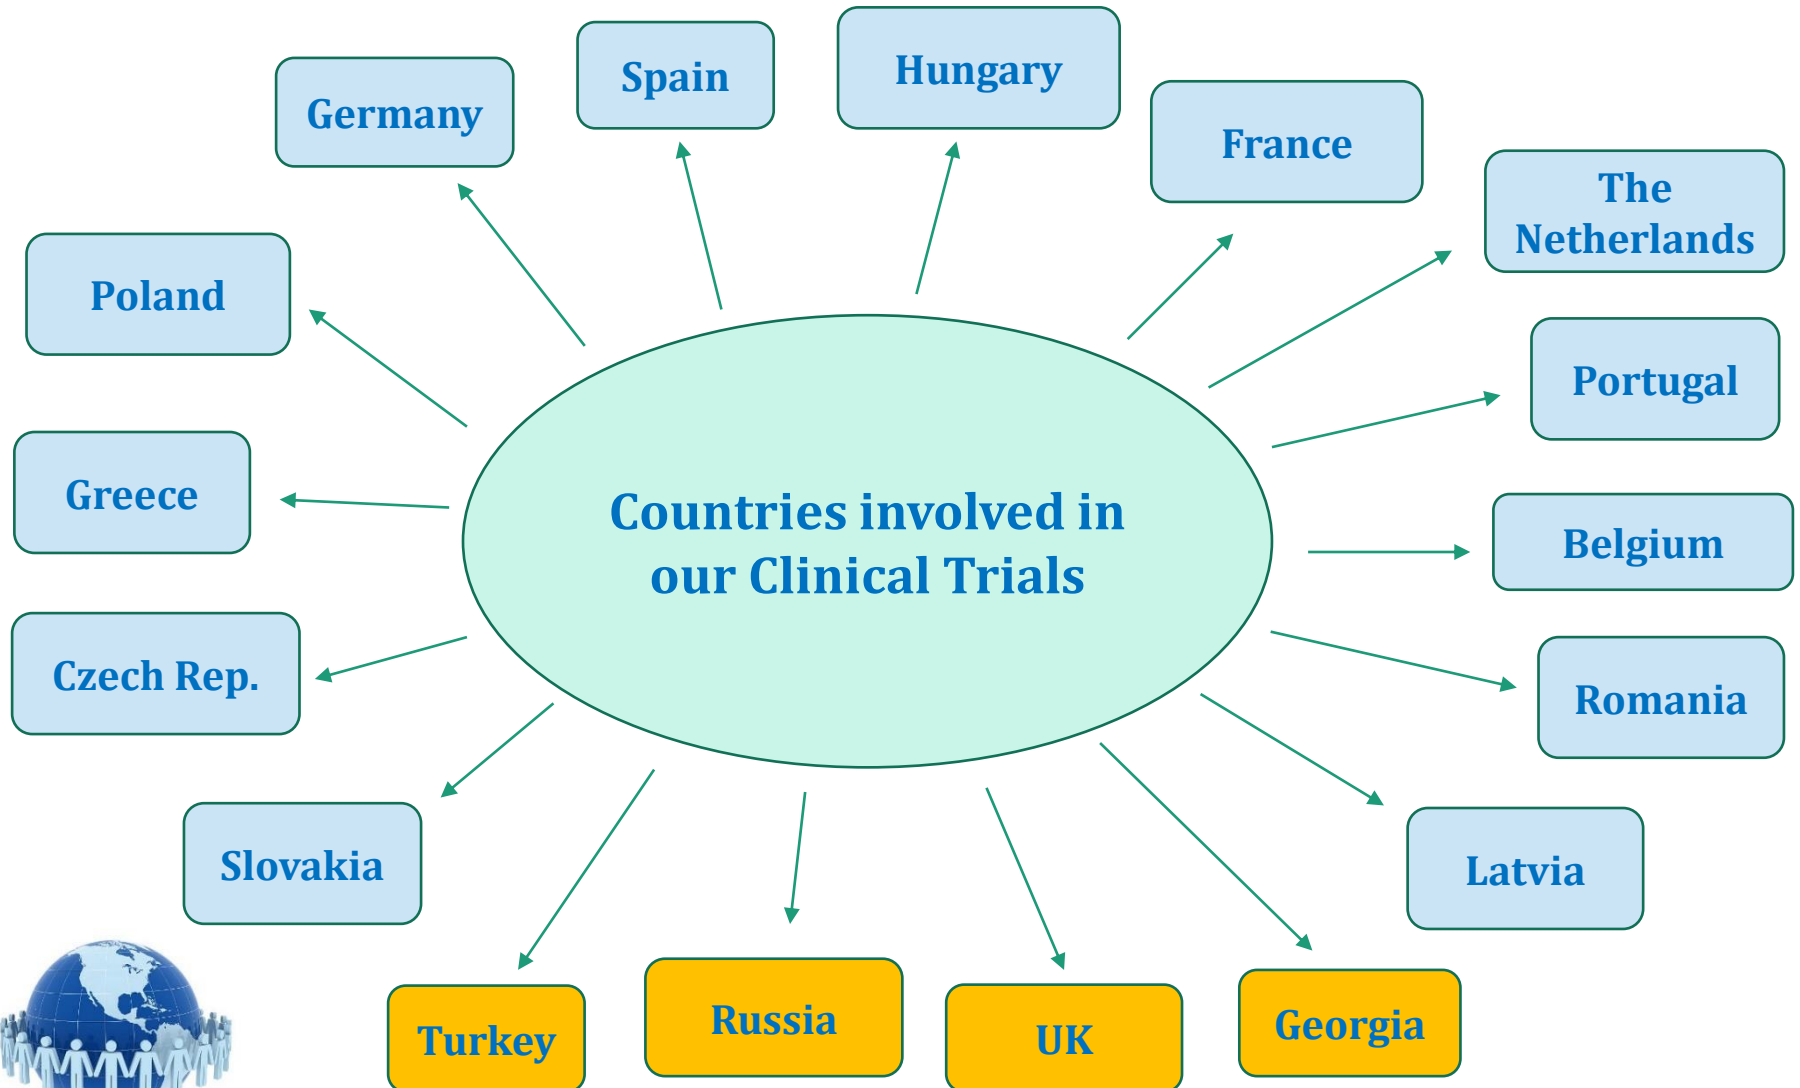 Spain
Hungary
Germany
France
The
Netherlands
Poland
Portugal
Greece
Countries involved in
our Clinical Trials
Belgium
Czech Rep.
Romania
Slovakia
Latvia
Turkey
Russia
UK
Georgia